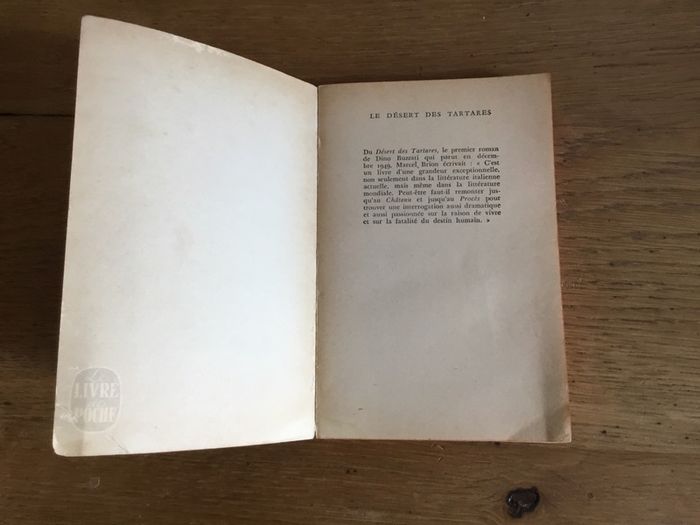 LE DÉSERT DES TARTARES
Du Désert des Tartares, le premier roman
de Dino Buzzati qui parut en décem-
bre 1949, Marcel Brion écrivait : « C'est
un livre d'une grandeur exceptionnelle,
non seulement dans la littérature italienne
actuelle, mais même dans la littérature
mondiale. Peut-être faut-il remonter jus-
qu'au Château et jusqu'au Procès pour
trouver une interrogation aussi dramatique
et aussi passionnée sur la raison de vivre
et sur la fatalité du destin humain. »
LIVRE
POCHE